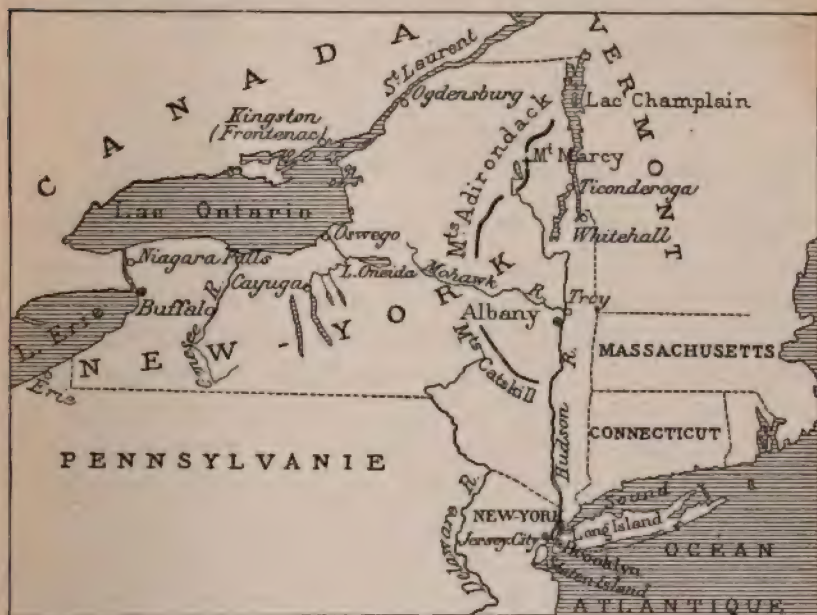 CANADA
VERMONT
St Laurent
Ogdensburg
Lac Champlain
Kingston
(Frontenac)
Mts Adirondack
Mt Marcy
Ticonderoga
Lac Ontario
Oswego
Whitehall
Niagara Falls
Cayuga
L. Oneida
Mohawk R.
Troy
Buffalo
Albany
L. Erie
Genesee R.
NEW-YORK
Mts Catskill
MASSACHUSETTS
Erie
Hudson R.
CONNECTICUT
PENNSYLVANIE
Delaware R.
Sound
NEW-YORK
Long Island
Jersey-City
Brooklyn
Staten Island
OCÉAN
ATLANTIQUE